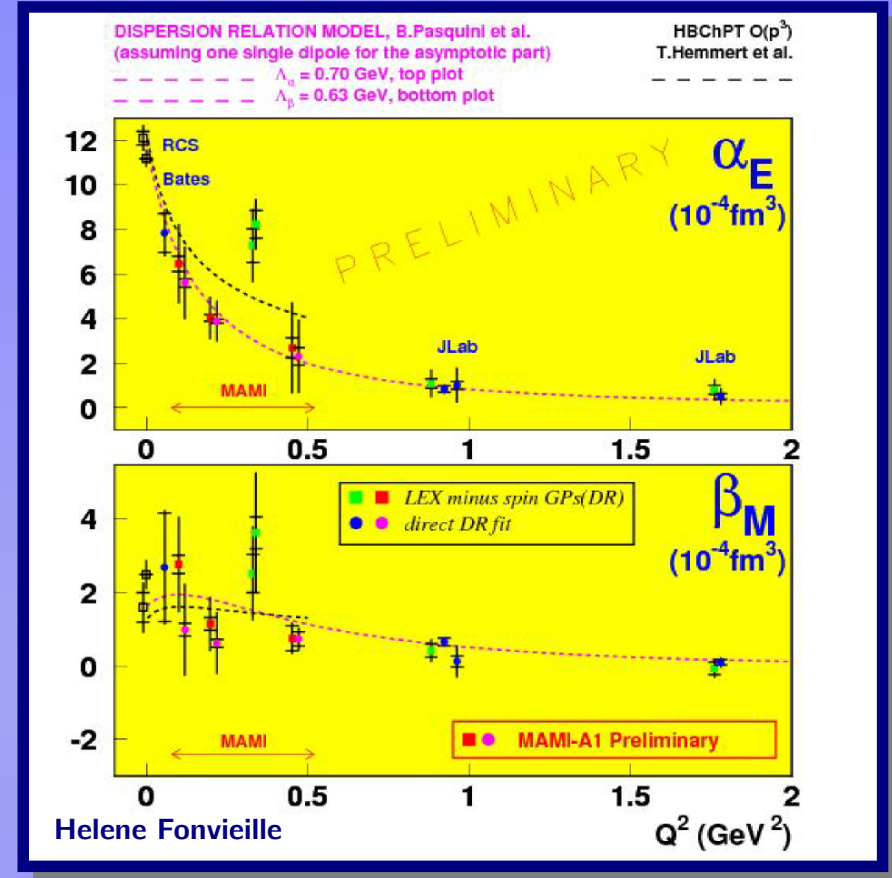 DISPERSION RELATION MODEL, B.Pasquini et al.
(assuming one single dipole for the asymptotic part)
Λα = 0.70 GeV, top plot
Λβ = 0.63 GeV, bottom plot
HBChPT O(p³)
T.Hemmert et al.
12
10
8
6
4
2
0
RCS
Bates
PRELIMINARY
αE
(10⁻⁴fm³)
JLab
JLab
MAMI
0 0.5 1 1.5 2
4
2
0
-2
LEX minus spin GPs(DR)
direct DR fit
βM
(10⁻⁴fm³)
MAMI
MAMI-A1 Preliminary
0 0.5 1 1.5 2
Helene Fonvieille
Q² (GeV²)